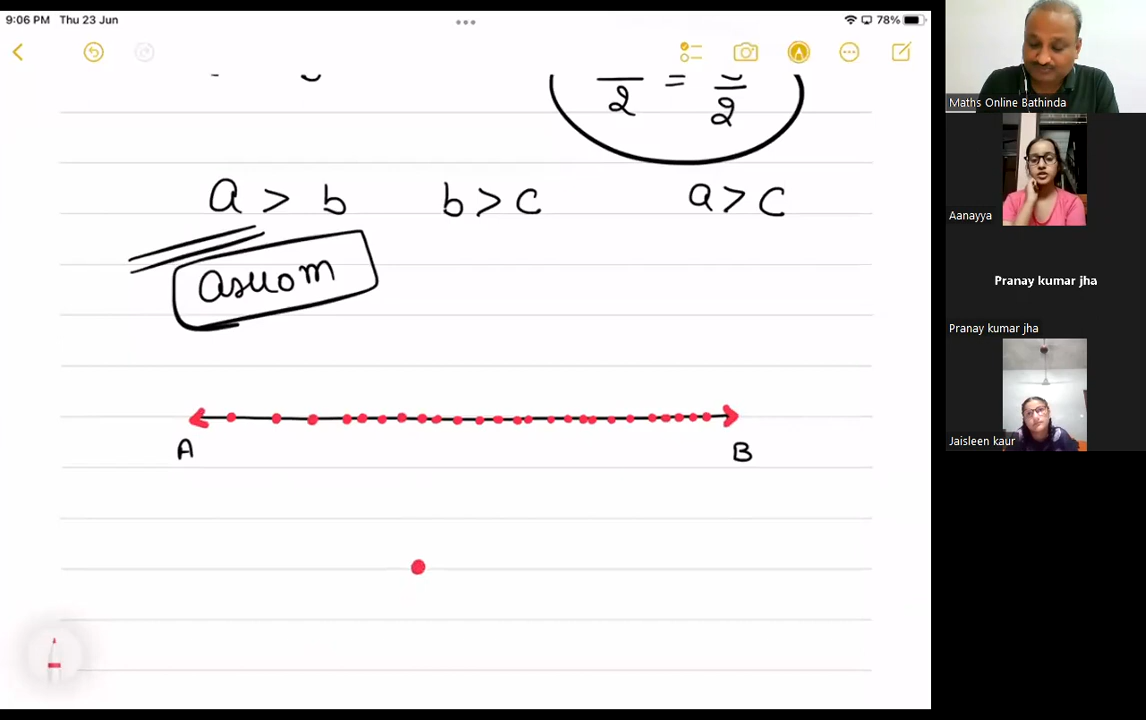 9:06 PM Thu 23 Jun
78%
2 = 2
a > b b > c a > c
A B
Maths Online Bathinda
Aanayya
Pranay kumar jha
Pranay kumar jha
Jaisleen kaur